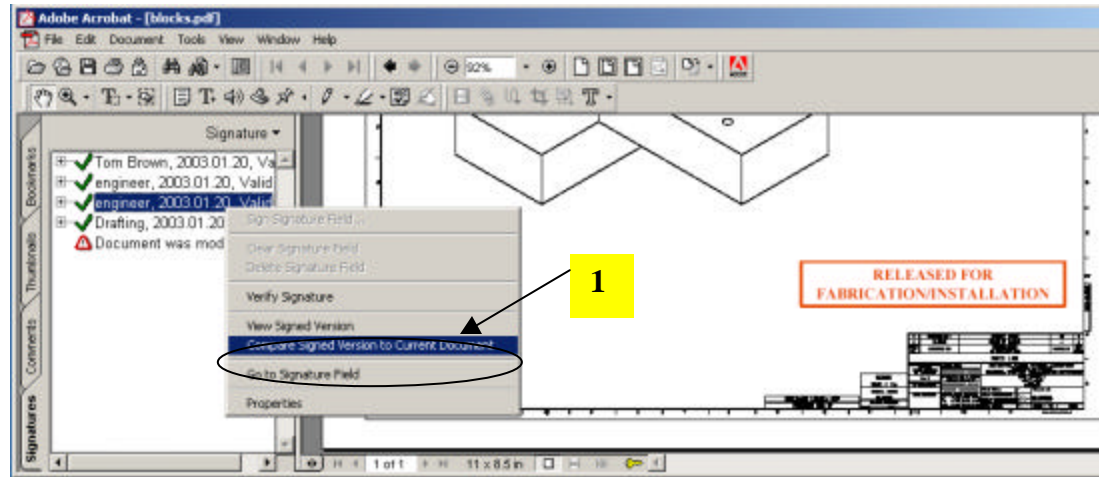 Adobe Acrobat - [blocks.pdf]
File Edit Document Tools View Window Help
92%
Signature
Tom Brown, 2003.01.20, Va
engineer, 2003.01.20, Valid
engineer, 2003.01.20, Valid
Drafting, 2003.01.20
Document was mod
Bookmarks
Thumbnails
Comments
Signatures
Sign Signature Field ...
Clear Signature Field
Delete Signature Field
Verify Signature
View Signed Version
Compare Signed Version to Current Document
Go to Signature Field
Properties
1
RELEASED FOR
FABRICATION/INSTALLATION
1 of 1 11 x 8.5 in